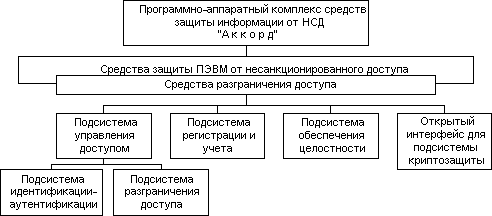 Программно-аппаратный комплекс средств
защиты информации от НСД
"А к к о р д"
Средства защиты ПЭВМ от несанкционированного доступа
Средства разграничения доступа
Подсистема
управления
доступом
Подсистема
регистрации и
учета
Подсистема
обеспечения
целостности
Открытый
интерфейс для
подсистемы
криптозащиты
Подсистема
идентификации-
аутентификации
Подсистема
разграничения
доступа